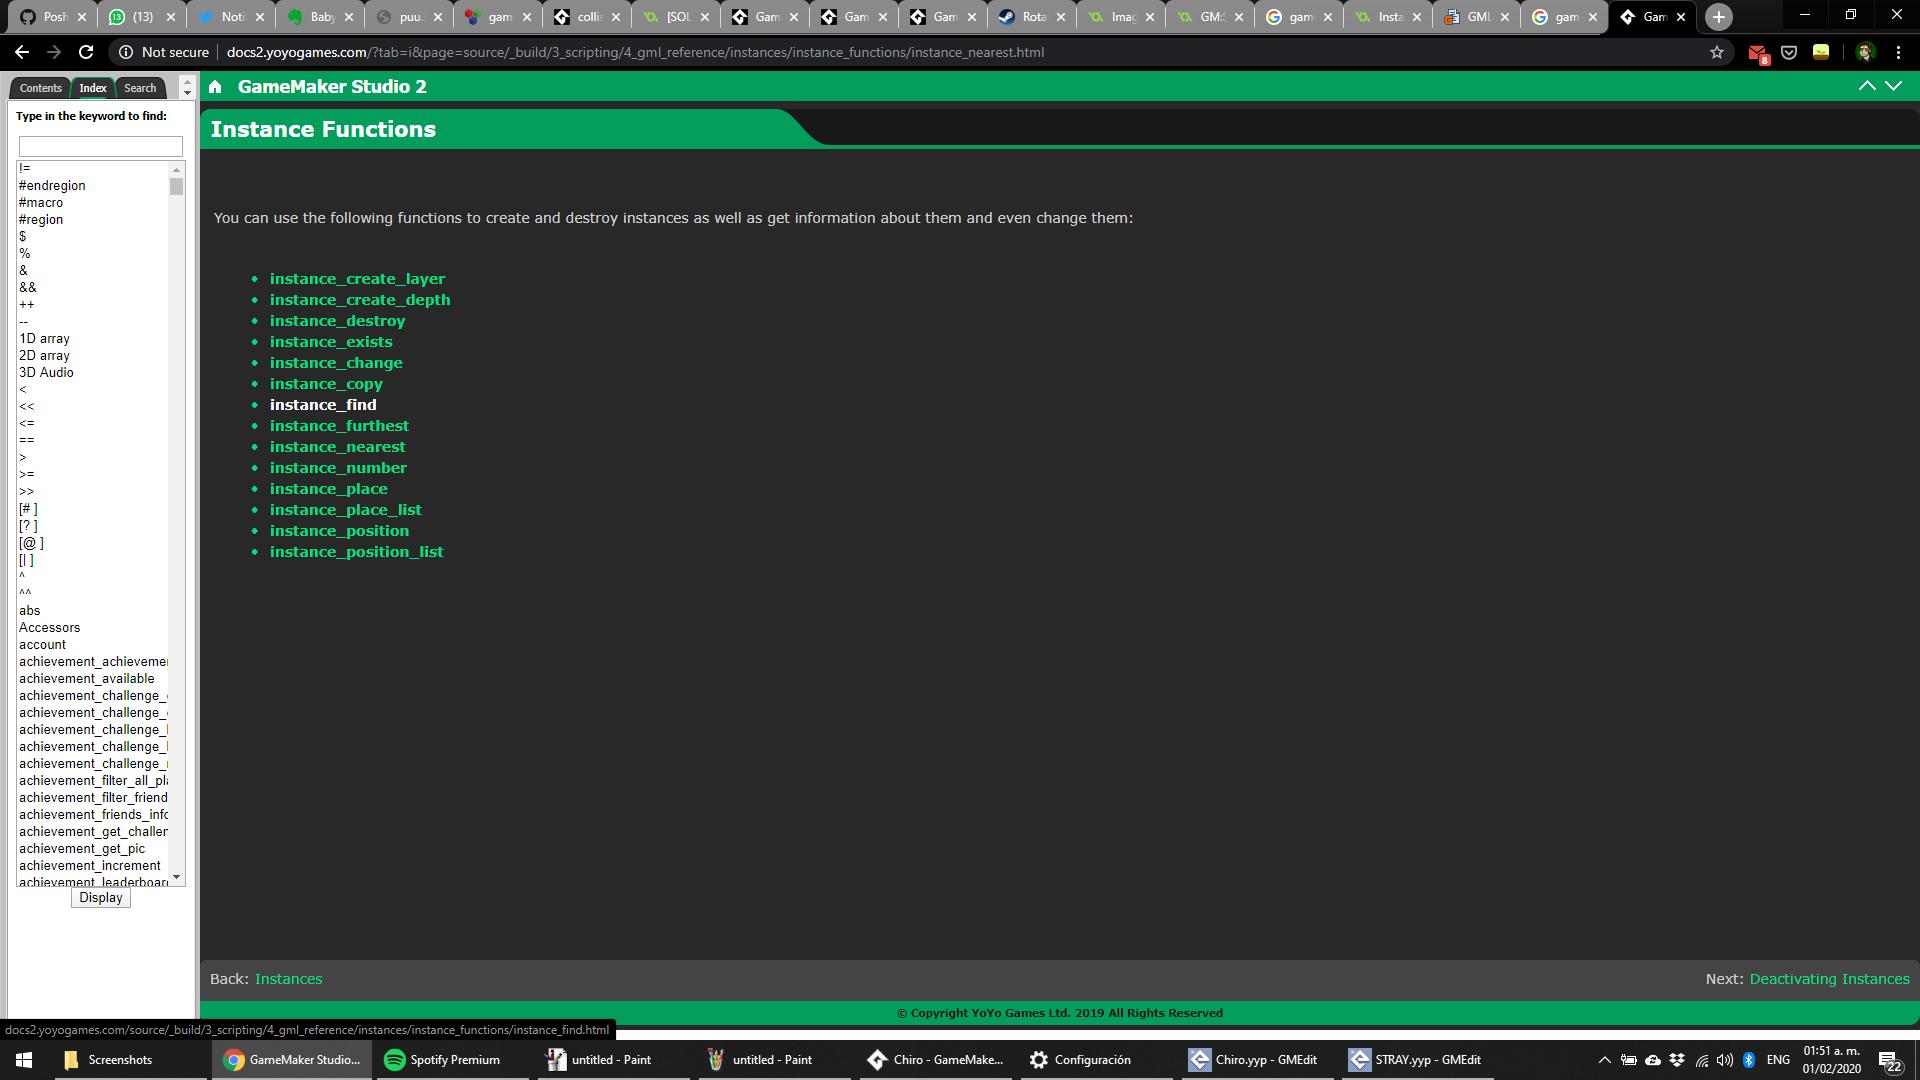 Posh
(13)
Noti
Baby
puu.
gam
collis
[SOL
Gam
Gam
Gam
Rota
Imag
GM:S
gam
Insta
GML
gam
Gam
Not secure
docs2.yoyogames.com/?tab=i&page=source/_build/3_scripting/4_gml_reference/instances/instance_functions/instance_nearest.html
8
Contents
Index
Search
Type in the keyword to find:
!=
#endregion
#macro
#region
$
%
&
&&
++
--
1D array
2D array
3D Audio
<
<<
<=
==
>
>=
>>
[# ]
[? ]
[@ ]
[| ]
^
^^
abs
Accessors
account
achievement_achieveme
achievement_available
achievement_challenge_
achievement_challenge_
achievement_challenge_
achievement_challenge_
achievement_challenge_
achievement_filter_all_pla
achievement_filter_friend
achievement_friends_info
achievement_get_challen
achievement_get_pic
achievement_increment
achievement_leaderboar
Display
GameMaker Studio 2
Instance Functions
You can use the following functions to create and destroy instances as well as get information about them and even change them:
• instance_create_layer
• instance_create_depth
• instance_destroy
• instance_exists
• instance_change
• instance_copy
• instance_find
• instance_furthest
• instance_nearest
• instance_number
• instance_place
• instance_place_list
• instance_position
• instance_position_list
Back: Instances
Next: Deactivating Instances
© Copyright YoYo Games Ltd. 2019 All Rights Reserved
docs2.yoyogames.com/source/_build/3_scripting/4_gml_reference/instances/instance_functions/instance_find.html
Screenshots
GameMaker Studio...
Spotify Premium
untitled - Paint
untitled - Paint
Chiro - GameMake...
Configuración
Chiro.yyp - GMEdit
STRAY.yyp - GMEdit
ENG
01:51 a. m.
01/02/2020
22